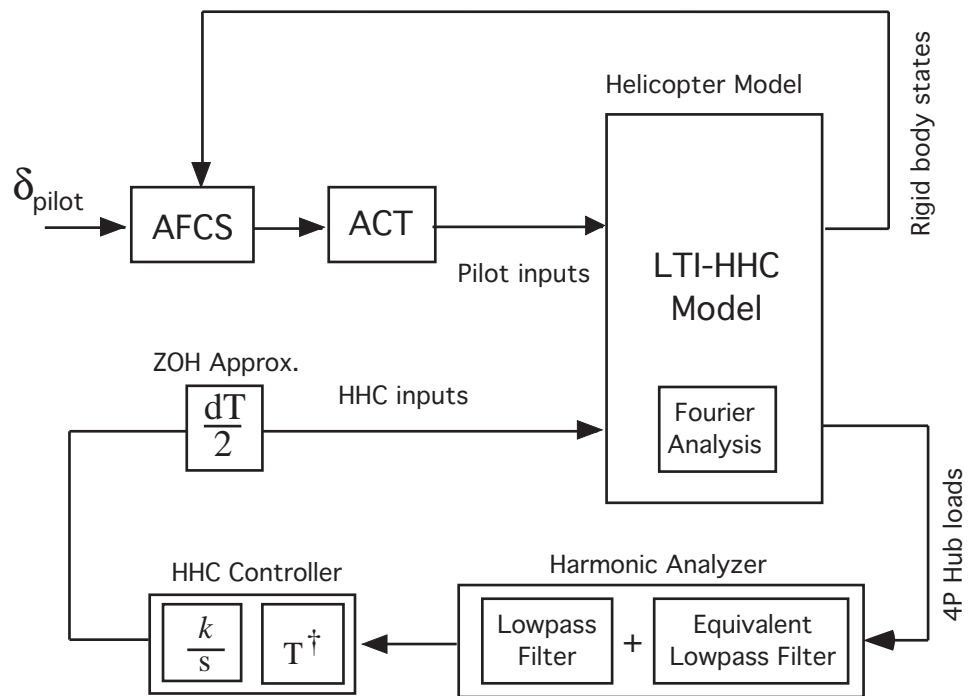 Helicopter Model
Rigid body states
δpilot
AFCS
ACT
Pilot inputs
LTI-HHC
Model
ZOH Approx.
dT
2
HHC inputs
Fourier
Analysis
4P Hub loads
HHC Controller
k
s
T†
Harmonic Analyzer
Lowpass
Filter
+
Equivalent
Lowpass Filter